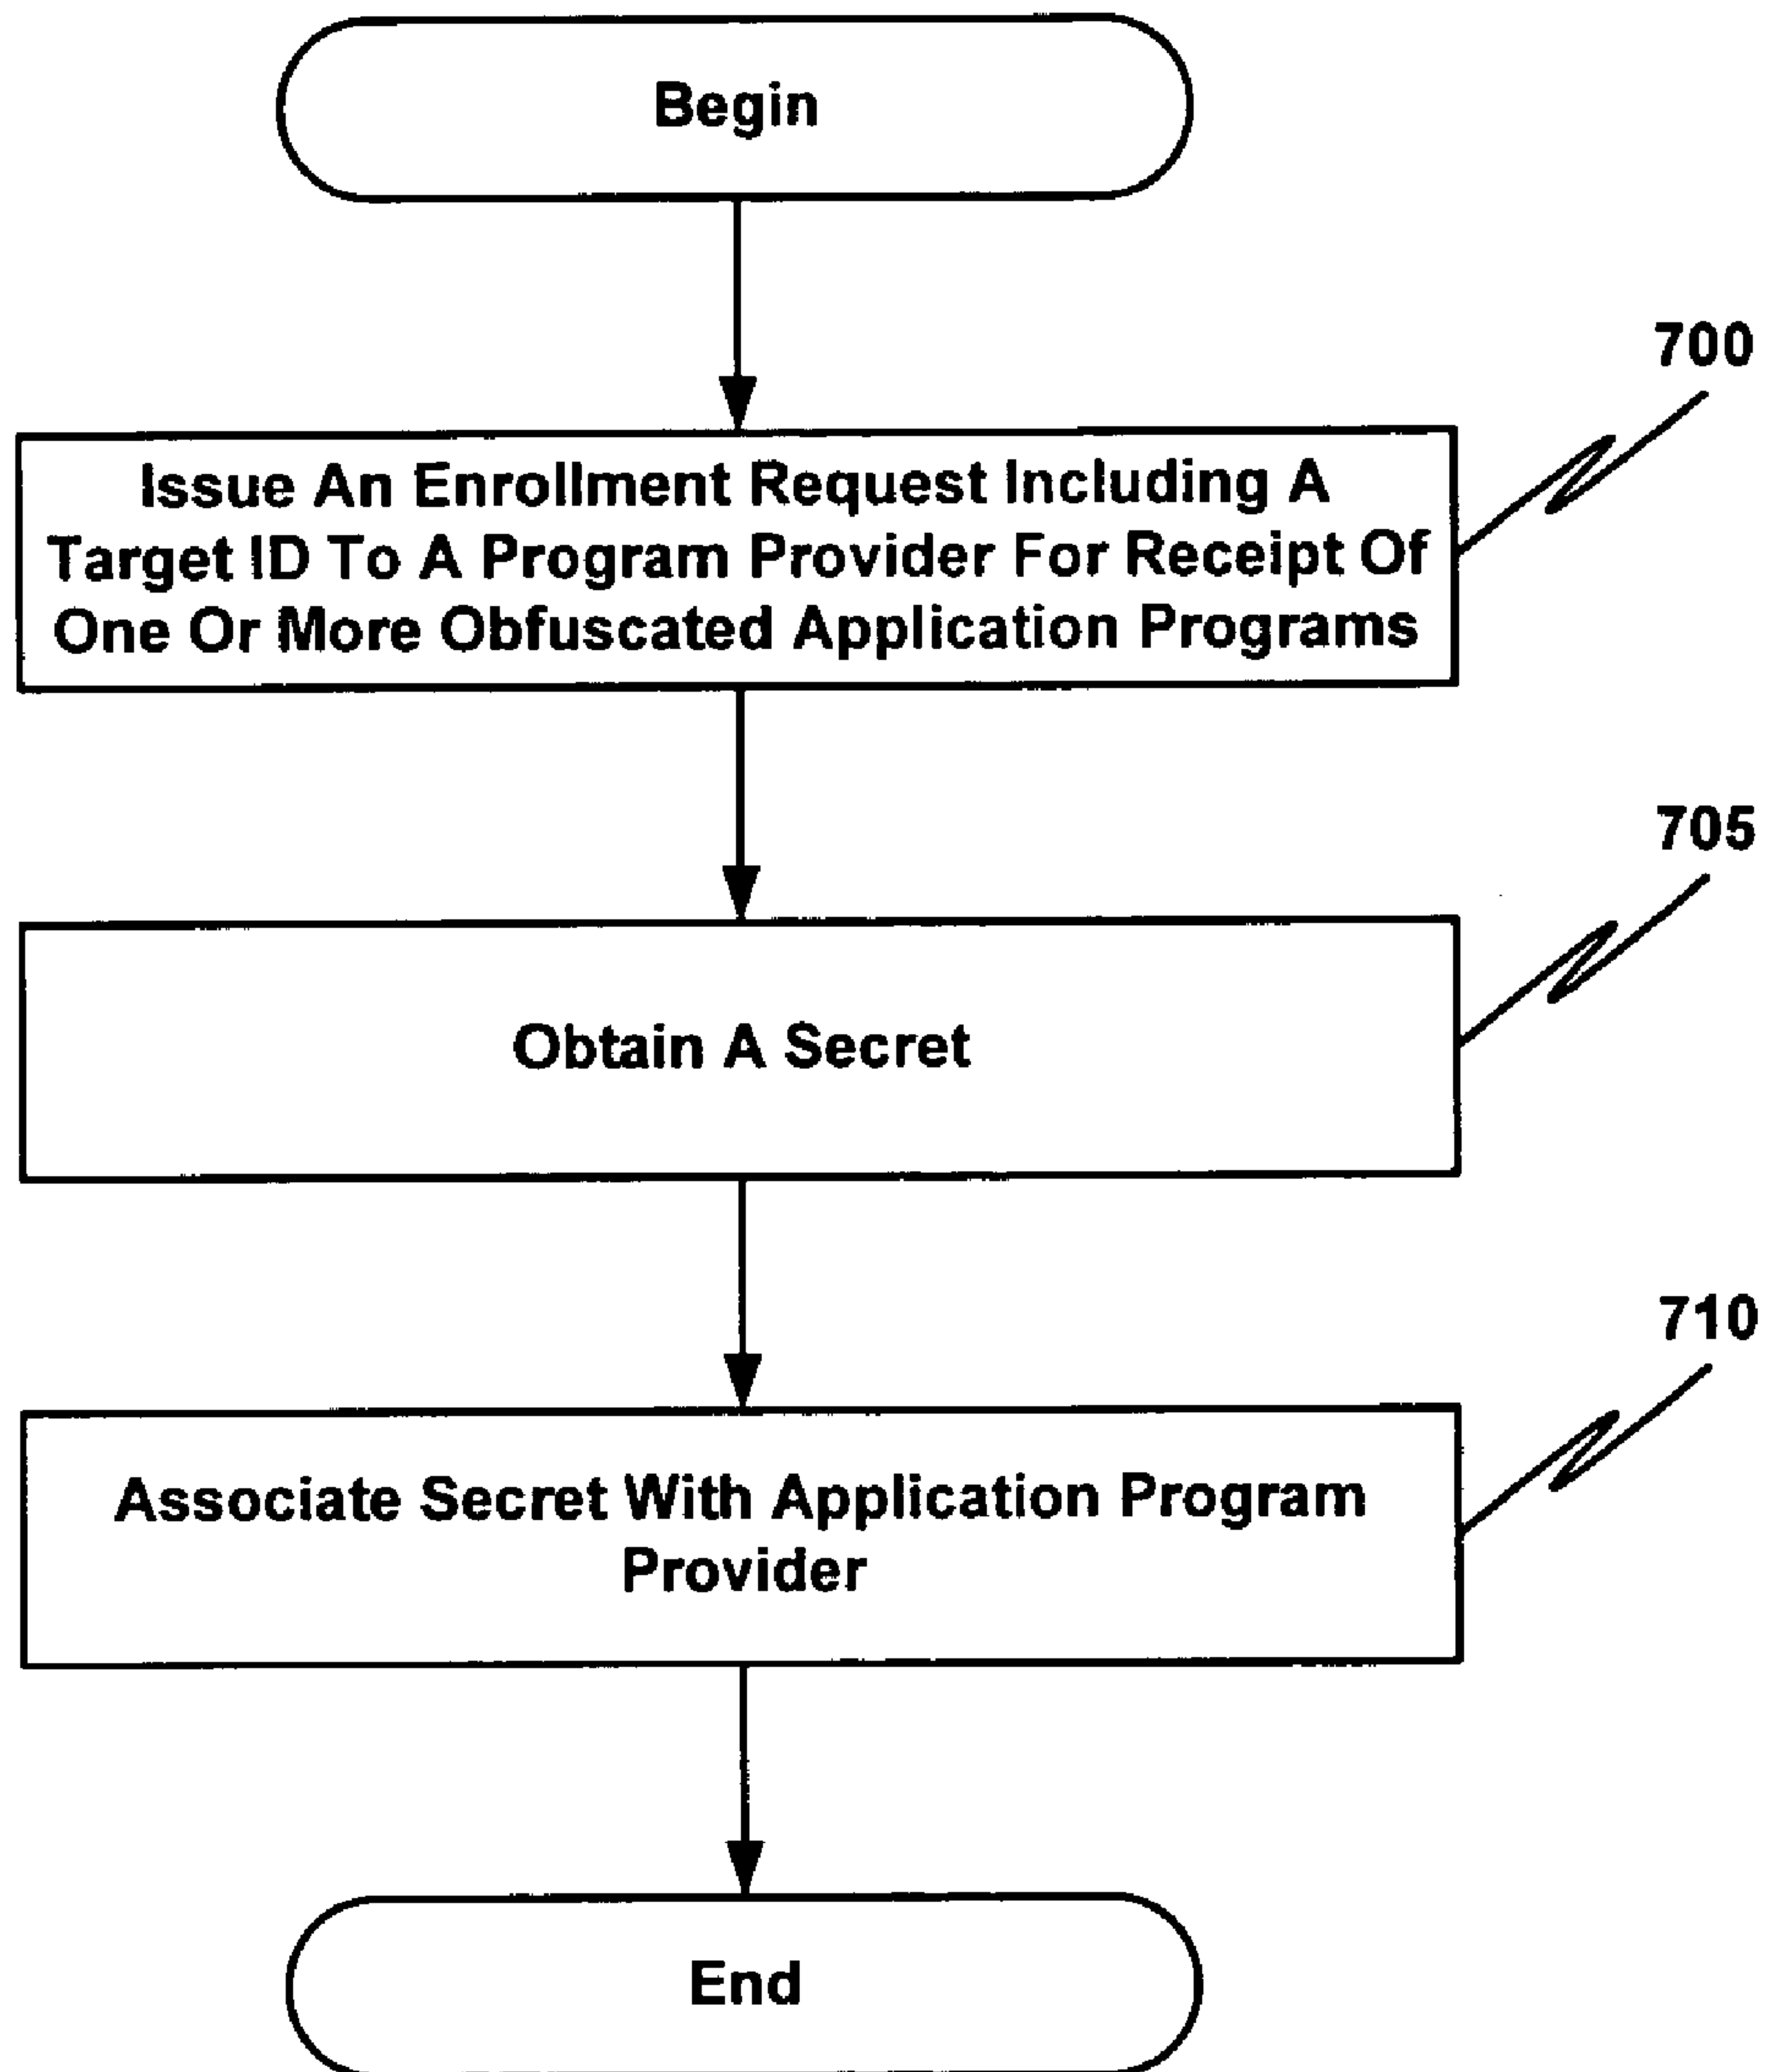 Begin
700
Issue An Enrollment Request Including A
Target ID To A Program Provider For Receipt Of
One Or More Obfuscated Application Programs
705
Obtain A Secret
710
Associate Secret With Application Program
Provider
End